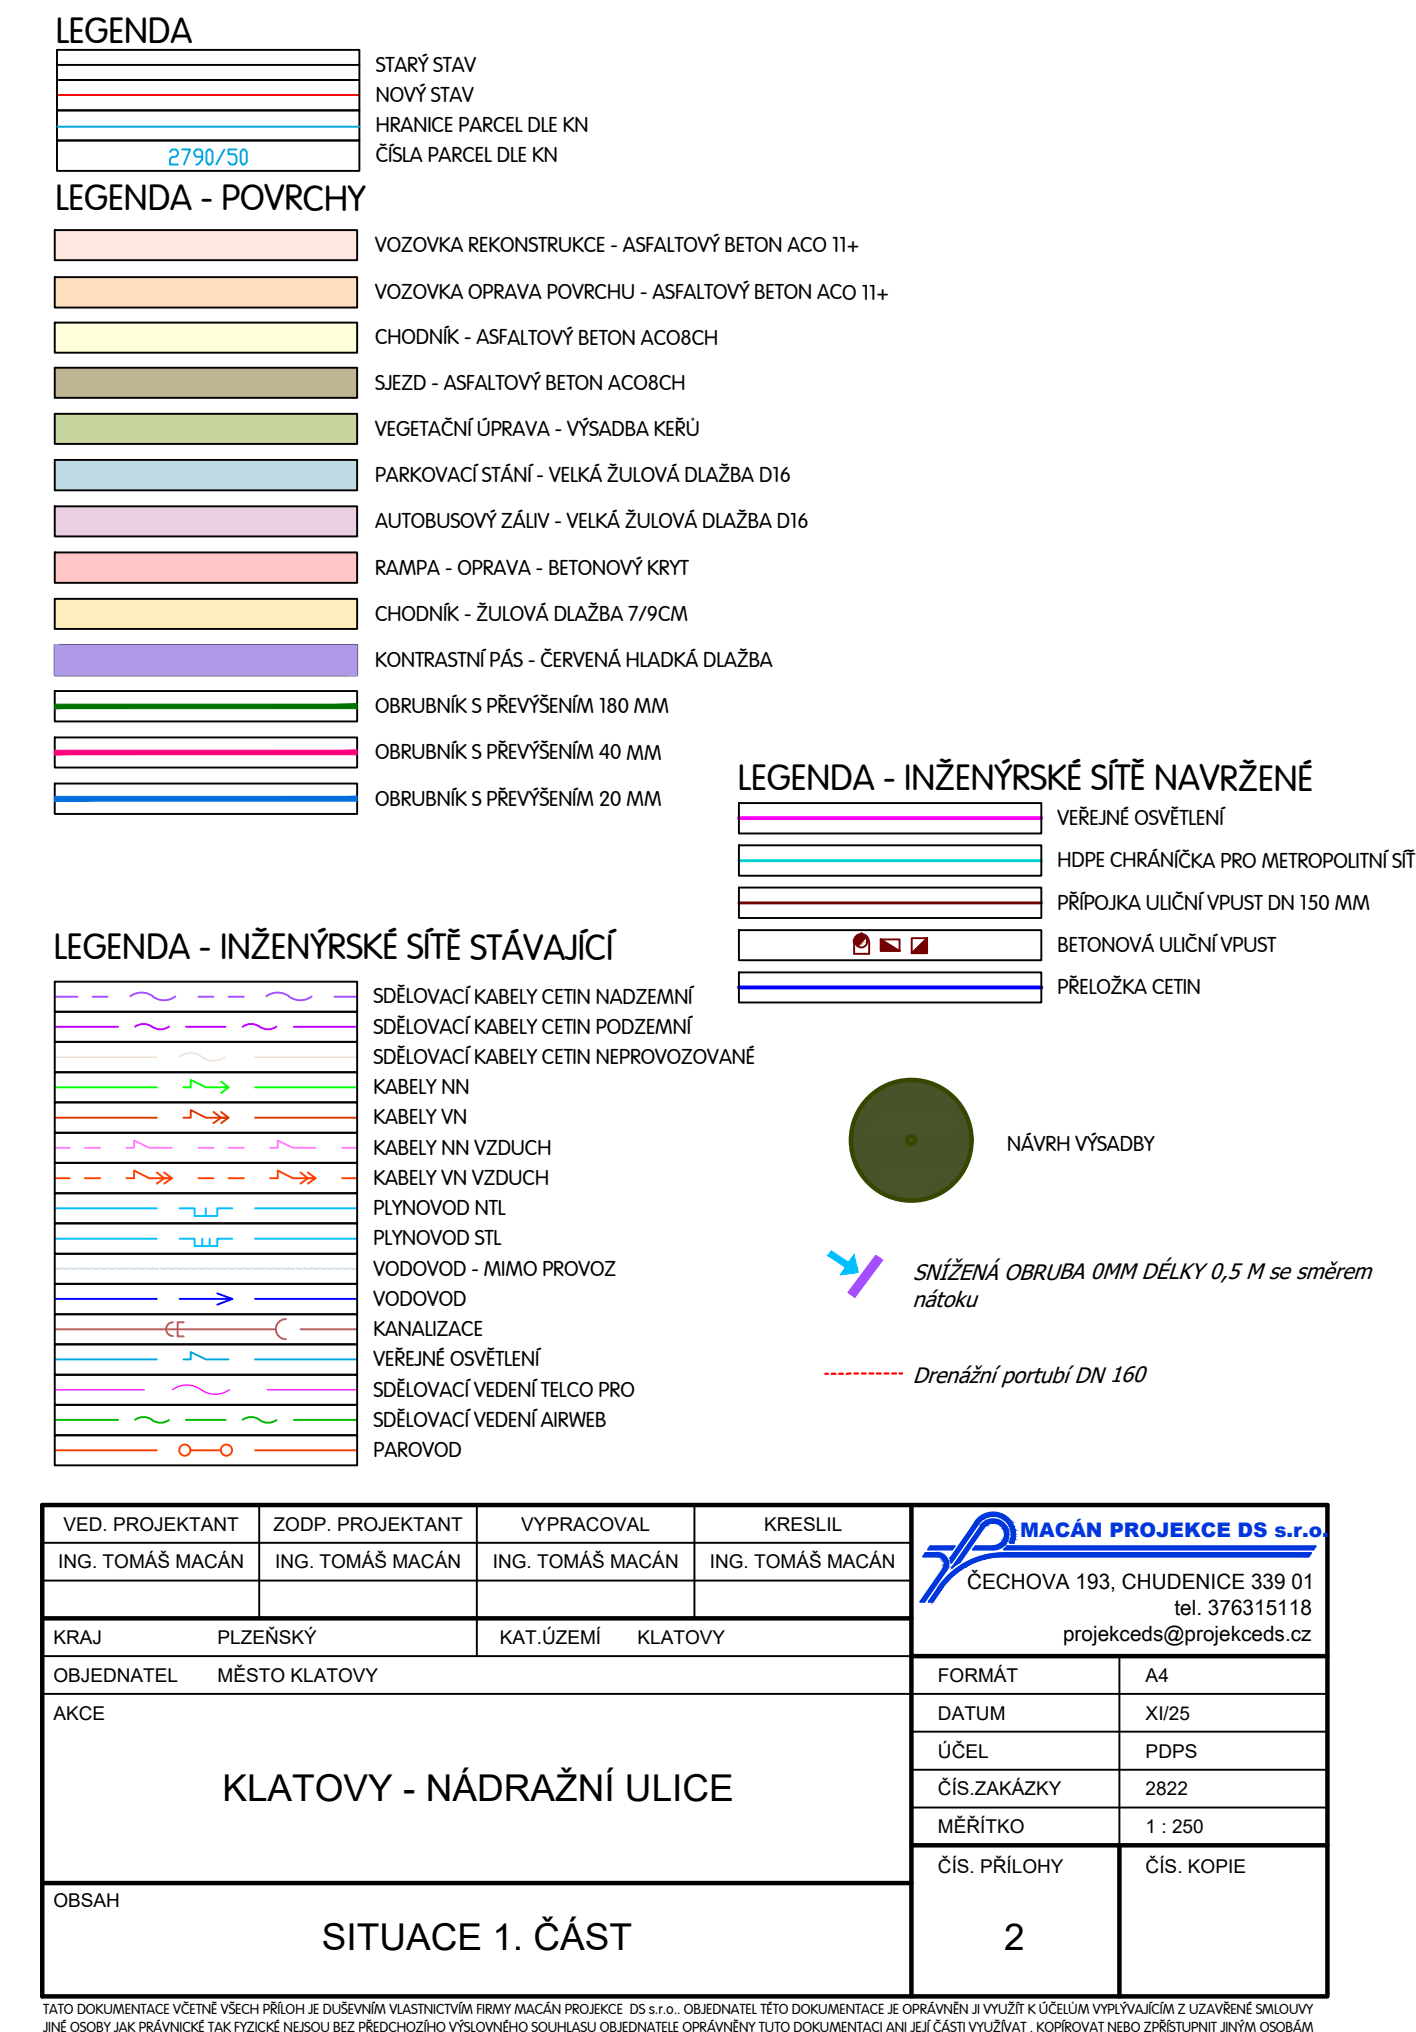 LEGENDA
STARÝ STAV
NOVÝ STAV
HRANICE PARCEL DLE KN
2790/50 ČÍSLA PARCEL DLE KN
LEGENDA - POVRCHY
VOZOVKA REKONSTRUKCE - ASFALTOVÝ BETON ACO 11+
VOZOVKA OPRAVA POVRCHU - ASFALTOVÝ BETON ACO 11+
CHODNÍK - ASFALTOVÝ BETON ACO8CH
SJEZD - ASFALTOVÝ BETON ACO8CH
VEGETAČNÍ ÚPRAVA - VÝSADBA KEŘŮ
PARKOVACÍ STÁNÍ - VELKÁ ŽULOVÁ DLAŽBA D16
AUTOBUSOVÝ ZÁLIV - VELKÁ ŽULOVÁ DLAŽBA D16
RAMPA - OPRAVA - BETONOVÝ KRYT
CHODNÍK - ŽULOVÁ DLAŽBA 7/9CM
KONTRASTNÍ PÁS - ČERVENÁ HLADKÁ DLAŽBA
OBRUBNÍK S PŘEVÝŠENÍM 180 MM
OBRUBNÍK S PŘEVÝŠENÍM 40 MM
OBRUBNÍK S PŘEVÝŠENÍM 20 MM
LEGENDA - INŽENÝRSKÉ SÍTĚ NAVRŽENÉ
VEŘEJNÉ OSVĚTLENÍ
HDPE CHRÁNÍČKA PRO METROPOLITNÍ SÍŤ
PŘÍPOJKA ULIČNÍ VPUST DN 150 MM
BETONOVÁ ULIČNÍ VPUST
PŘELOŽKA CETIN
LEGENDA - INŽENÝRSKÉ SÍTĚ STÁVAJÍCÍ
SDĚLOVACÍ KABELY CETIN NADZEMNÍ
SDĚLOVACÍ KABELY CETIN PODZEMNÍ
SDĚLOVACÍ KABELY CETIN NEPROVOZOVANÉ
KABELY NN
KABELY VN
KABELY NN VZDUCH
KABELY VN VZDUCH
PLYNOVOD NTL
PLYNOVOD STL
VODOVOD - MIMO PROVOZ
VODOVOD
KANALIZACE
VEŘEJNÉ OSVĚTLENÍ
SDĚLOVACÍ VEDENÍ TELCO PRO
SDĚLOVACÍ VEDENÍ AIRWEB
PAROVOD
NÁVRH VÝSADBY
SNÍŽENÁ OBRUBA 0MM DÉLKY 0,5 M se směrem
nátoku
Drenážní portubí DN 160
VED. PROJEKTANT ZODP. PROJEKTANT VYPRACOVAL KRESLIL
ING. TOMÁŠ MACÁN ING. TOMÁŠ MACÁN ING. TOMÁŠ MACÁN ING. TOMÁŠ MACÁN
MACÁN PROJEKCE DS s.r.o.
ČECHOVA 193, CHUDENICE 339 01
tel. 376315118
projekceds@projekceds.cz
KRAJ PLZEŇSKÝ KAT.ÚZEMÍ KLATOVY
OBJEDNATEL MĚSTO KLATOVY
AKCE
KLATOVY - NÁDRAŽNÍ ULICE
FORMÁT A4
DATUM XI/25
ÚČEL PDPS
ČÍS.ZAKÁZKY 2822
MĚŘÍTKO 1 : 250
ČÍS. PŘÍLOHY ČÍS. KOPIE
OBSAH
SITUACE 1. ČÁST
2
TATO DOKUMENTACE VČETNĚ VŠECH PŘÍLOH JE DUŠEVNÍM VLASTNICTVÍM FIRMY MACÁN PROJEKCE DS s.r.o.. OBJEDNATEL TÉTO DOKUMENTACE JE OPRÁVNĚN JI VYUŽÍT K ÚČELŮM VYPLÝVAJÍCÍM Z UZAVŘENÉ SMLOUVY
JINÉ OSOBY JAK PRÁVNICKÉ TAK FYZICKÉ NEJSOU BEZ PŘEDCHOZÍHO VÝSLOVNÉHO SOUHLASU OBJEDNATELE OPRÁVNĚNY TUTO DOKUMENTACI ANI JEJÍ ČÁSTI VYUŽÍVAT , KOPÍROVAT NEBO ZPŘÍSTUPNIT JINÝM OSOBÁM